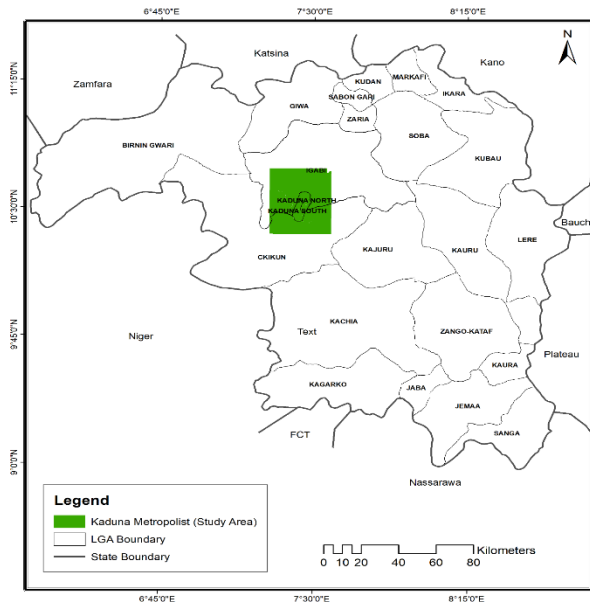 6°45'0"E
7°30'0"E
8°15'0"E
N
Katsina
Kano
Zamfara
11°15'0"N
KUDAN
MARKAFI
IKARA
SABON GARI
GIWA
ZARIA
SOBA
BIRNIN GWARI
KUBAU
IGABI
10°30'0"N
KADUNA NORTH
KADUNA SOUTH
Bauch
LERE
CKIKUN
KAJURU
KAURU
9°45'0"N
Niger
Text
KACHIA
ZANGO-KATAF
Plateau
KAURA
KAGARKO
JABA
JEMAA
FCT
SANGA
9°0'0"N
Nassarawa
Legend
Kaduna Metropolist (Study Area)
LGA Boundary
State Boundary
Kilometers
0 10 20 40 60 80
6°45'0"E
7°30'0"E
8°15'0"E